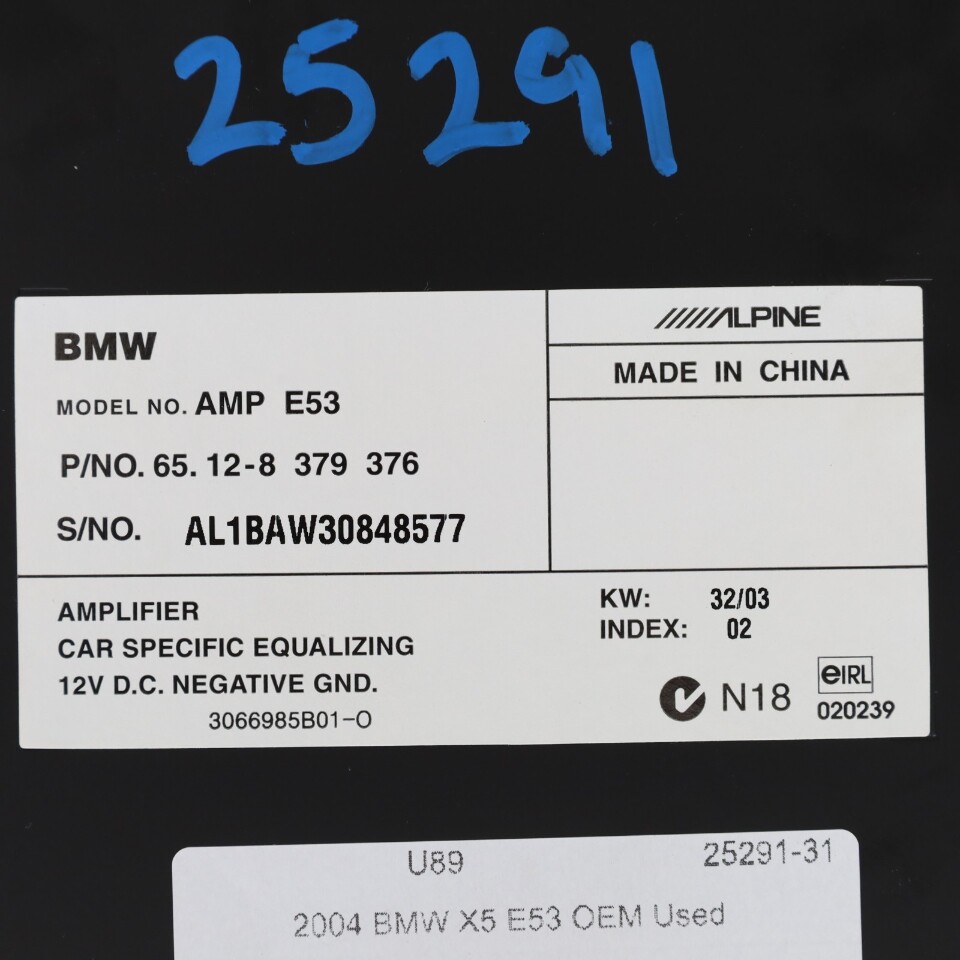 25291
BMW
MODEL NO. AMP E53
P/NO. 65. 12-8 379 376
S/NO. AL1BAW30848577
ALPINE
MADE IN CHINA
AMPLIFIER
CAR SPECIFIC EQUALIZING
12V D.C. NEGATIVE GND.
3066985B01-O
KW: 32/03
INDEX: 02
N18
eIRL
020239
U89 25291-31
2004 BMW X5 E53 OEM Used